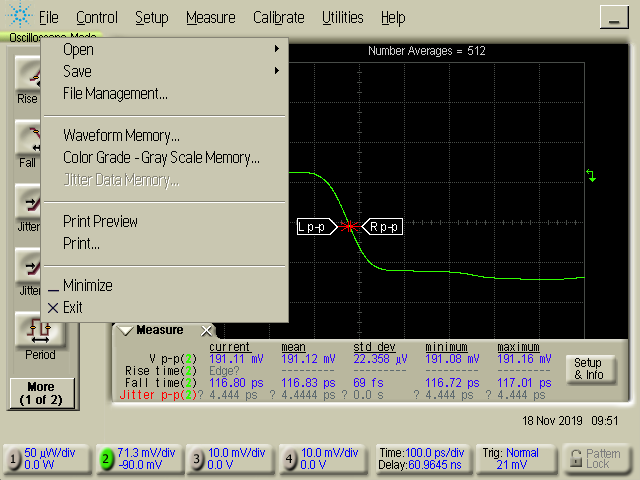 File Control Setup Measure Calibrate Utilities Help
Oscilloscope Mode
Open
Save
File Management...
Waveform Memory...
Color Grade - Gray Scale Memory...
Jitter Data Memory...
Print Preview
Print...
Minimize
Exit
Number Averages = 512
Rise
Fall
Jitter
Jitter
Period
More
(1 of 2)
L p-p
R p-p
Measure
current mean std dev minimum maximum
V p-p(2) 191.11 mV 191.12 mV 22.358 µV 191.08 mV 191.16 mV
Rise time(2) Edge? --------- --------- --------- ---------
Fall time(2) 116.80 ps 116.83 ps 69 fs 116.72 ps 117.01 ps
Jitter p-p(2) ? 4.444 ps ? 4.4444 ps ? 0.0 s ? 4.444 ps ? 4.444 ps
Setup
& Info
18 Nov 2019 09:51
1 50 µW/div
0.0 W
2 71.3 mV/div
-90.0 mV
3 10.0 mV/div
0.0 V
4 10.0 mV/div
0.0 V
Time:100.0 ps/div
Delay:60.9645 ns
Trig: Normal
21 mV
Pattern
Lock